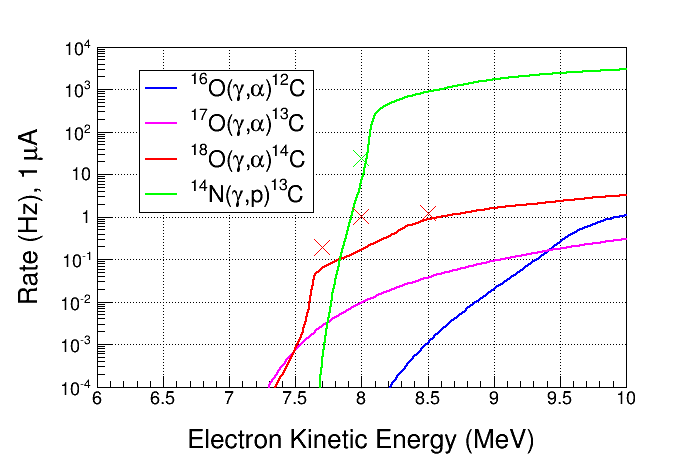 10⁴
10³
10²
10
1
10⁻¹
10⁻²
10⁻³
10⁻⁴
Rate (Hz), 1 μA
¹⁶O(γ,α)¹²C
¹⁷O(γ,α)¹³C
¹⁸O(γ,α)¹⁴C
¹⁴N(γ,p)¹³C
6 6.5 7 7.5 8 8.5 9 9.5 10
Electron Kinetic Energy (MeV)